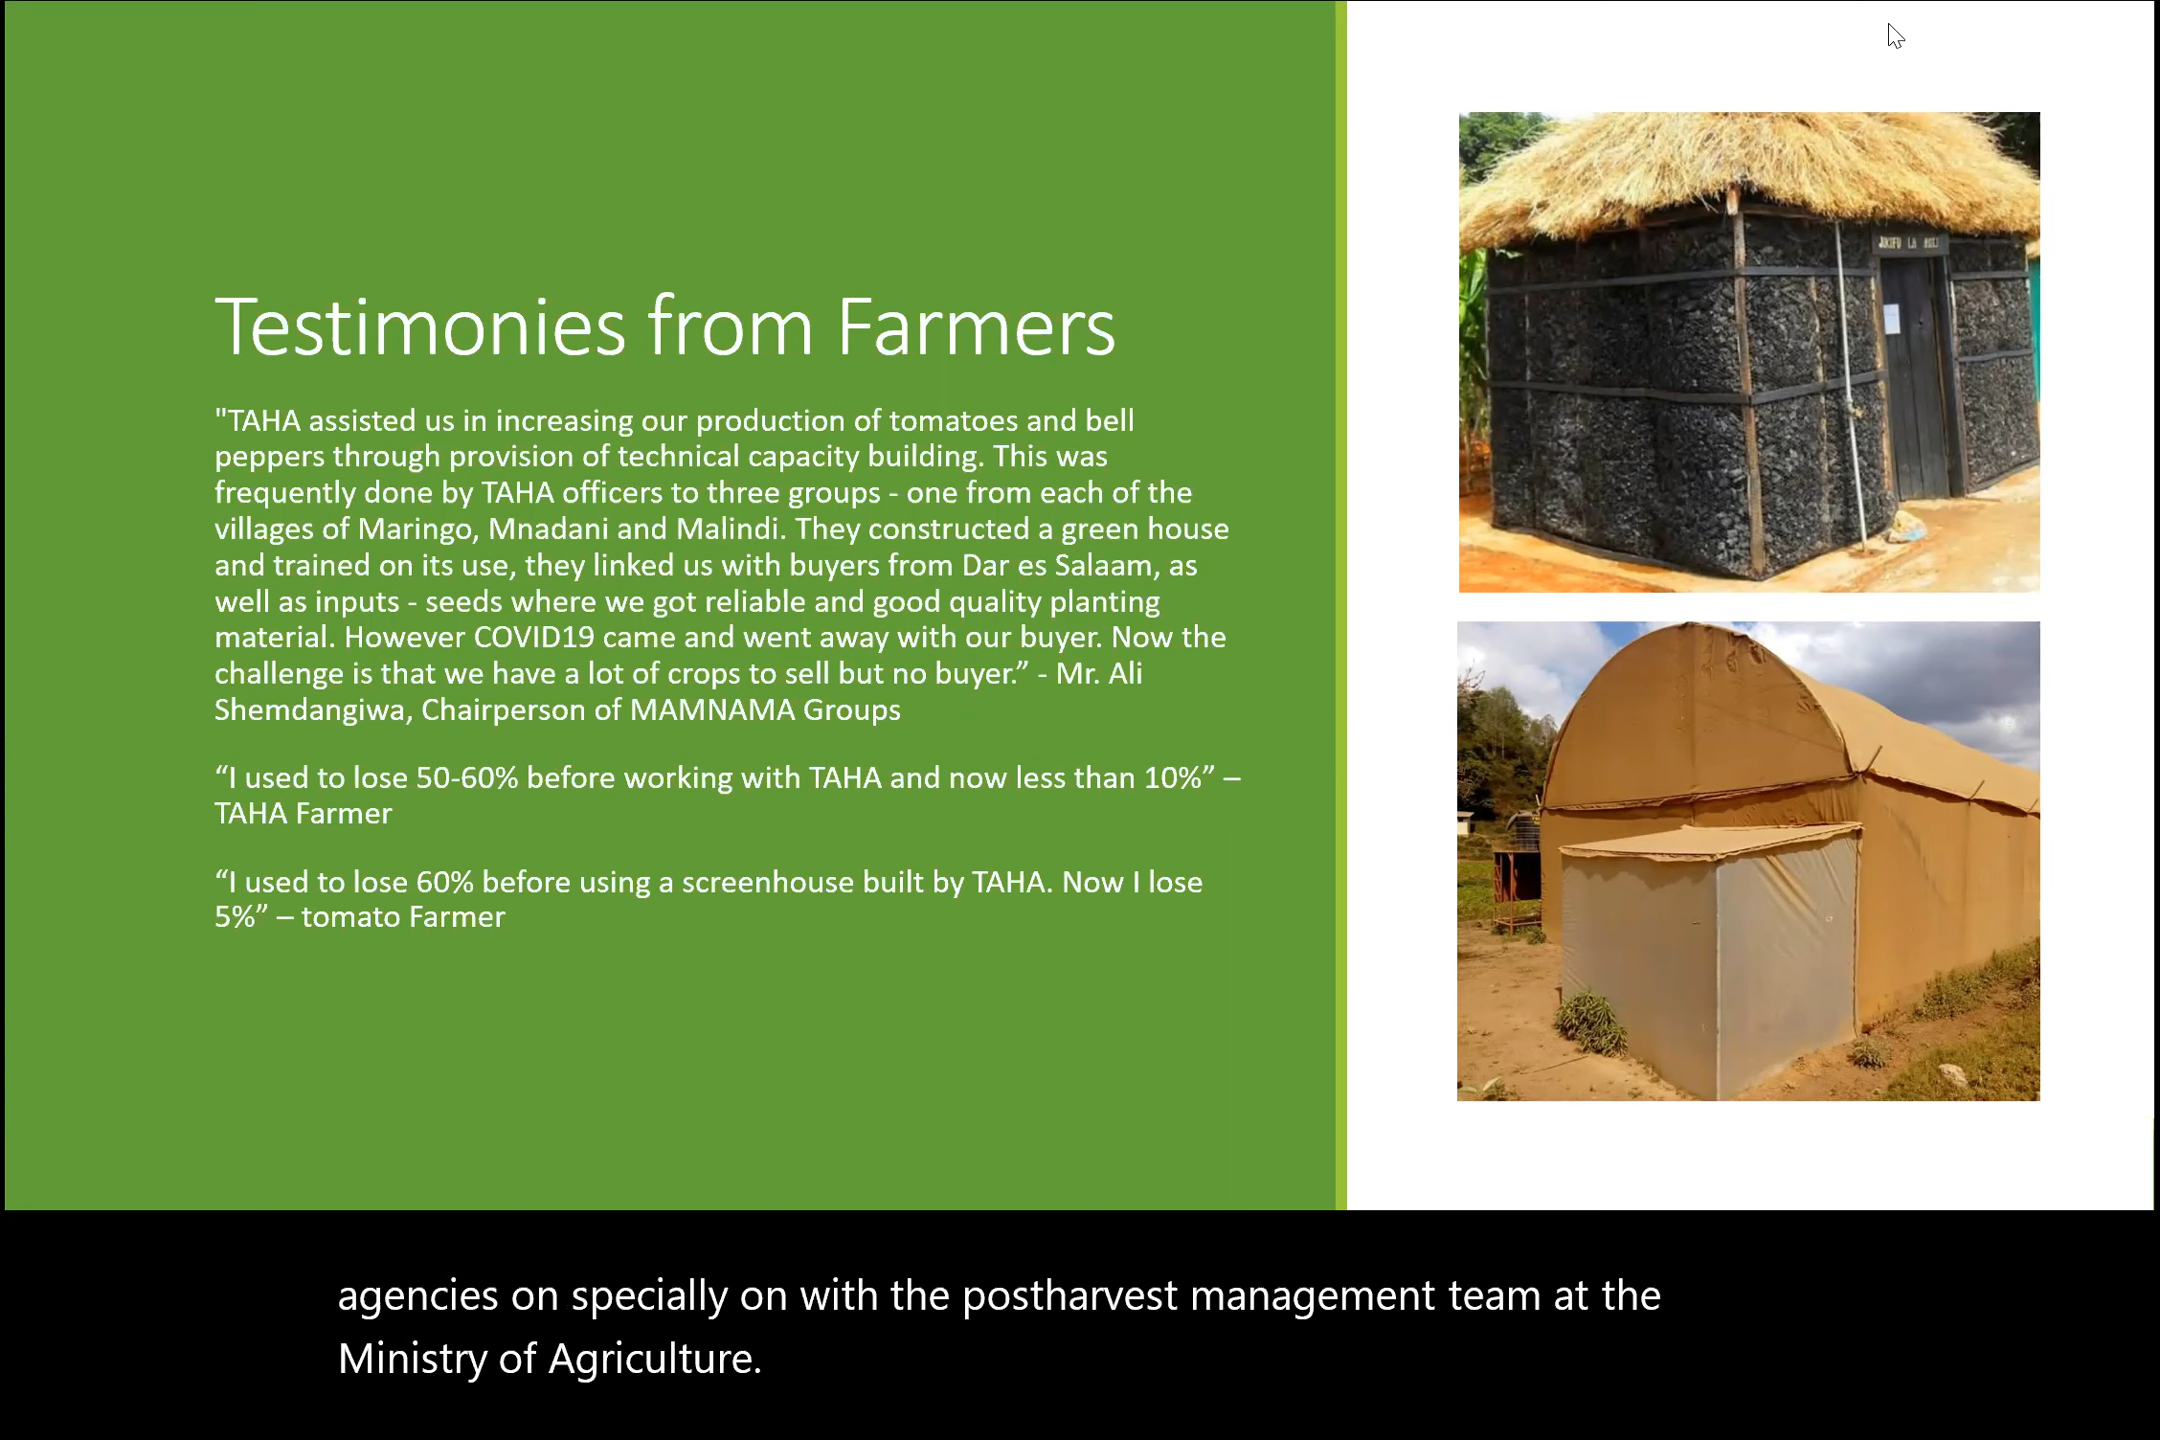 Testimonies from Farmers
"TAHA assisted us in increasing our production of tomatoes and bell
peppers through provision of technical capacity building. This was
frequently done by TAHA officers to three groups - one from each of the
villages of Maringo, Mnadani and Malindi. They constructed a green house
and trained on its use, they linked us with buyers from Dar es Salaam, as
well as inputs - seeds where we got reliable and good quality planting
material. However COVID19 came and went away with our buyer. Now the
challenge is that we have a lot of crops to sell but no buyer.” - Mr. Ali
Shemdangiwa, Chairperson of MAMNAMA Groups
“I used to lose 50-60% before working with TAHA and now less than 10%” –
TAHA Farmer
“I used to lose 60% before using a screenhouse built by TAHA. Now I lose
5%” – tomato Farmer
agencies on specially on with the postharvest management team at the
Ministry of Agriculture.